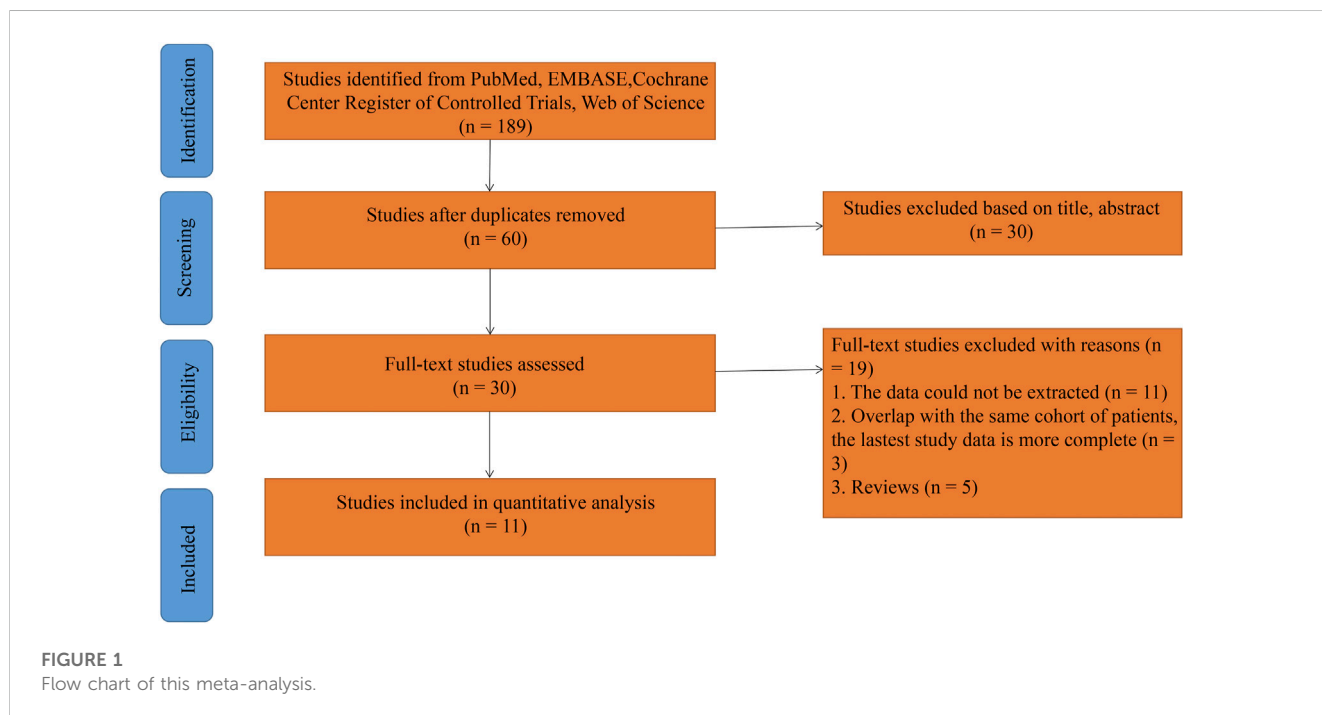 Identification
Studies identified from PubMed, EMBASE,Cochrane
Center Register of Controlled Trials, Web of Science
(n = 189)
Screening
Studies after duplicates removed
(n = 60)
Studies excluded based on title, abstract
(n = 30)
Eligibility
Full-text studies assessed
(n = 30)
Full-text studies excluded with reasons (n
= 19)
1. The data could not be extracted (n = 11)
2. Overlap with the same cohort of patients,
the lastest study data is more complete (n =
3)
3. Reviews (n = 5)
Included
Studies included in quantitative analysis
(n = 11)
FIGURE 1
Flow chart of this meta-analysis.